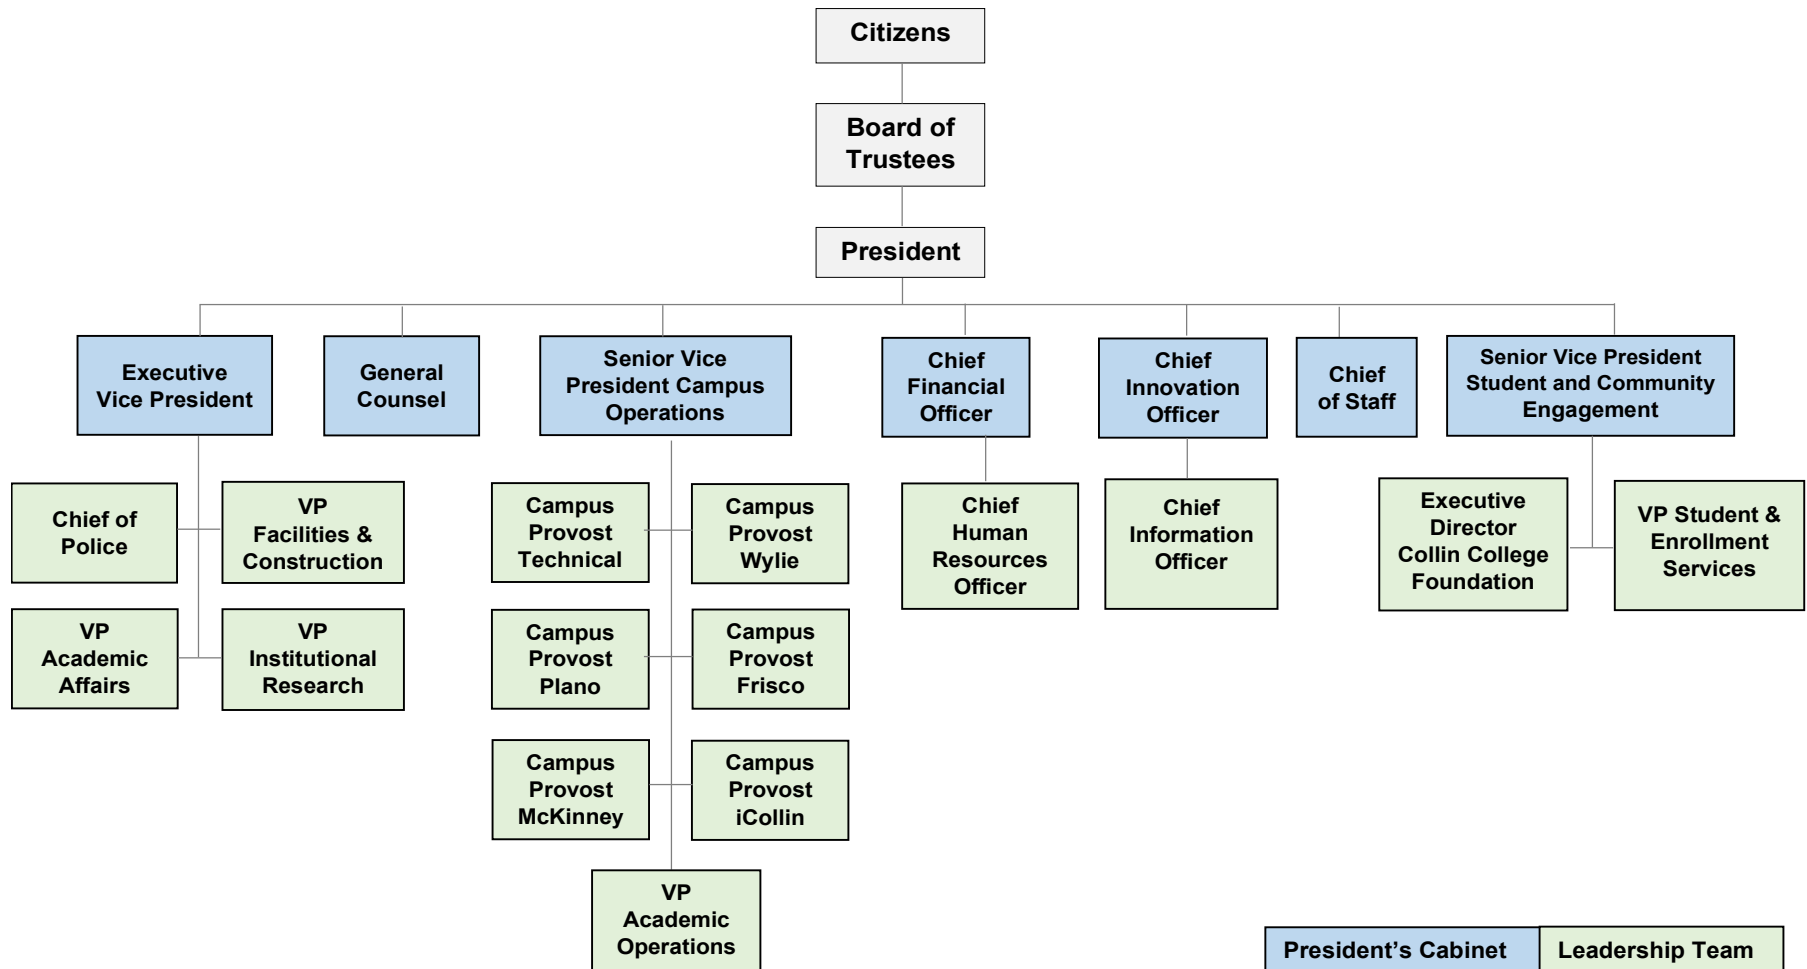 Citizens
Board of
Trustees
President
Executive
Vice President
General
Counsel
Senior Vice
President Campus
Operations
Chief
Financial
Officer
Chief
Innovation
Officer
Chief
of Staff
Senior Vice President
Student and Community
Engagement
Chief of
Police
VP
Facilities &
Construction
VP
Academic
Affairs
VP
Institutional
Research
Campus
Provost
Technical
Campus
Provost
Wylie
Campus
Provost
Plano
Campus
Provost
Frisco
Campus
Provost
McKinney
Campus
Provost
iCollin
VP
Academic
Operations
Chief
Human
Resources
Officer
Chief
Information
Officer
Executive
Director
Collin College
Foundation
VP Student &
Enrollment
Services
President’s Cabinet
Leadership Team